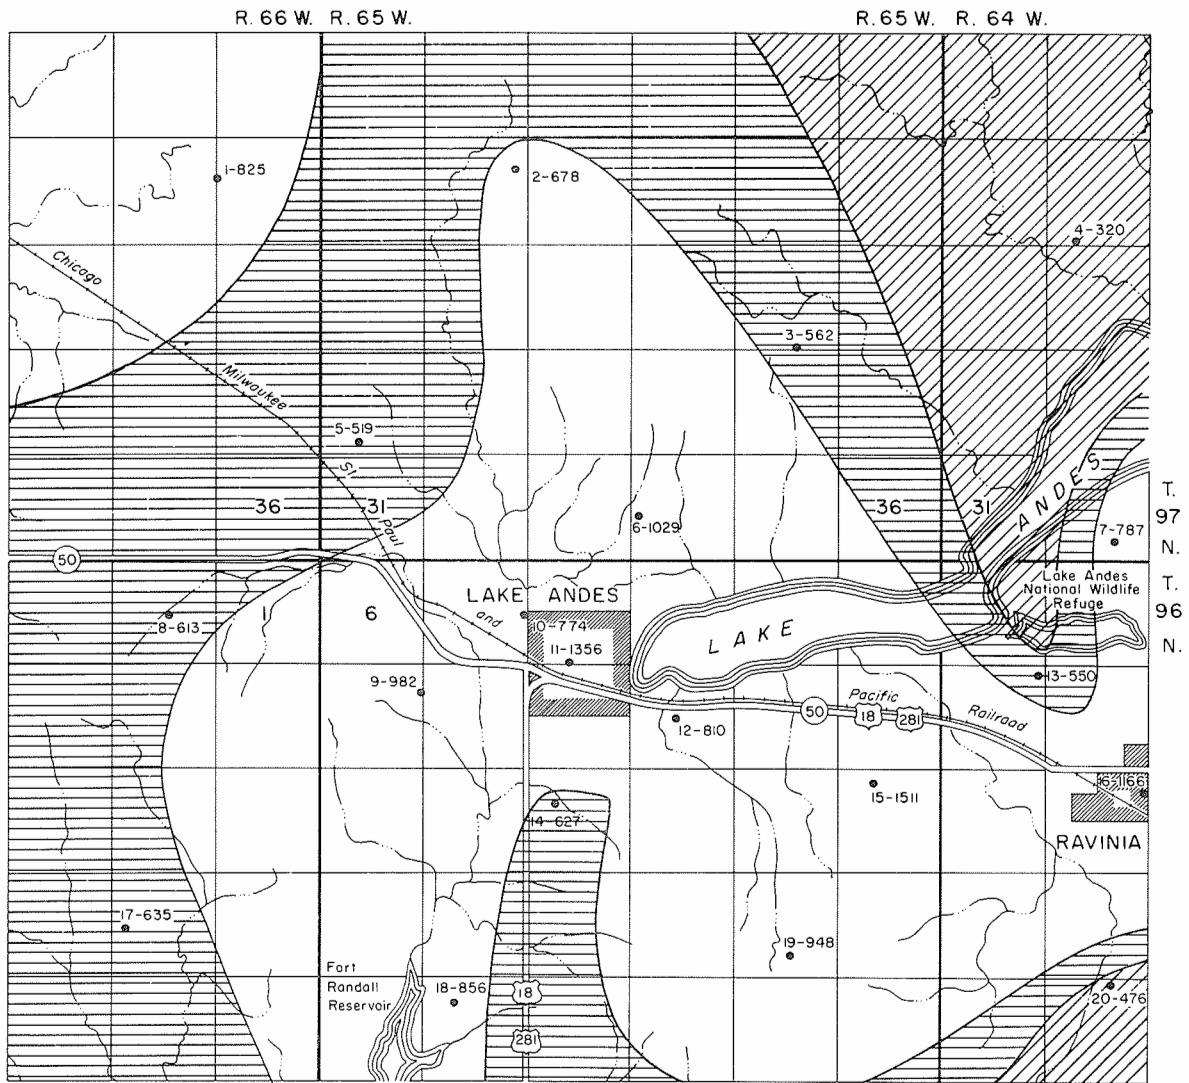 R. 66 W. R. 65 W.
R. 65 W. R. 64 W.
1-825
2-678
4-320
Chicago
3-562
Milwaukee
5-519
St.
Paul
36 31
36 31
6-1029
ANDES
7-787
T.
97
N.
50
Lake Andes
National Wildlife
Refuge
T.
96
N.
LAKE ANDES
and
8-613
1 6
10-774
11-1356
LAKE
9-982
13-550
Pacific
Railroad
50 18 281
12-810
15-1511
16-1166
RAVINIA
14-627
17-635
19-948
Fort
Randall
Reservoir
18-856
18
281
20-476